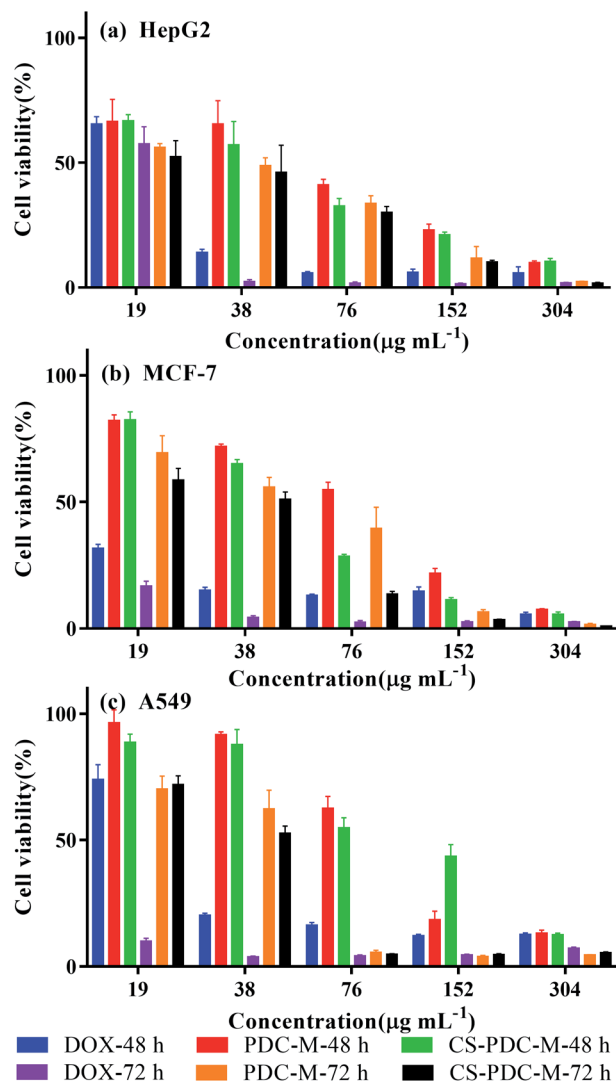 (a) HepG2
100
50
0
Cell viability(%)
19 38 76 152 304
Concentration(μg mL⁻¹)
(b) MCF-7
100
50
0
Cell viability(%)
19 38 76 152 304
Concentration(μg mL⁻¹)
(c) A549
100
50
0
Cell viability(%)
19 38 76 152 304
Concentration(μg mL⁻¹)
DOX-48 h PDC-M-48 h CS-PDC-M-48 h
DOX-72 h PDC-M-72 h CS-PDC-M-72 h